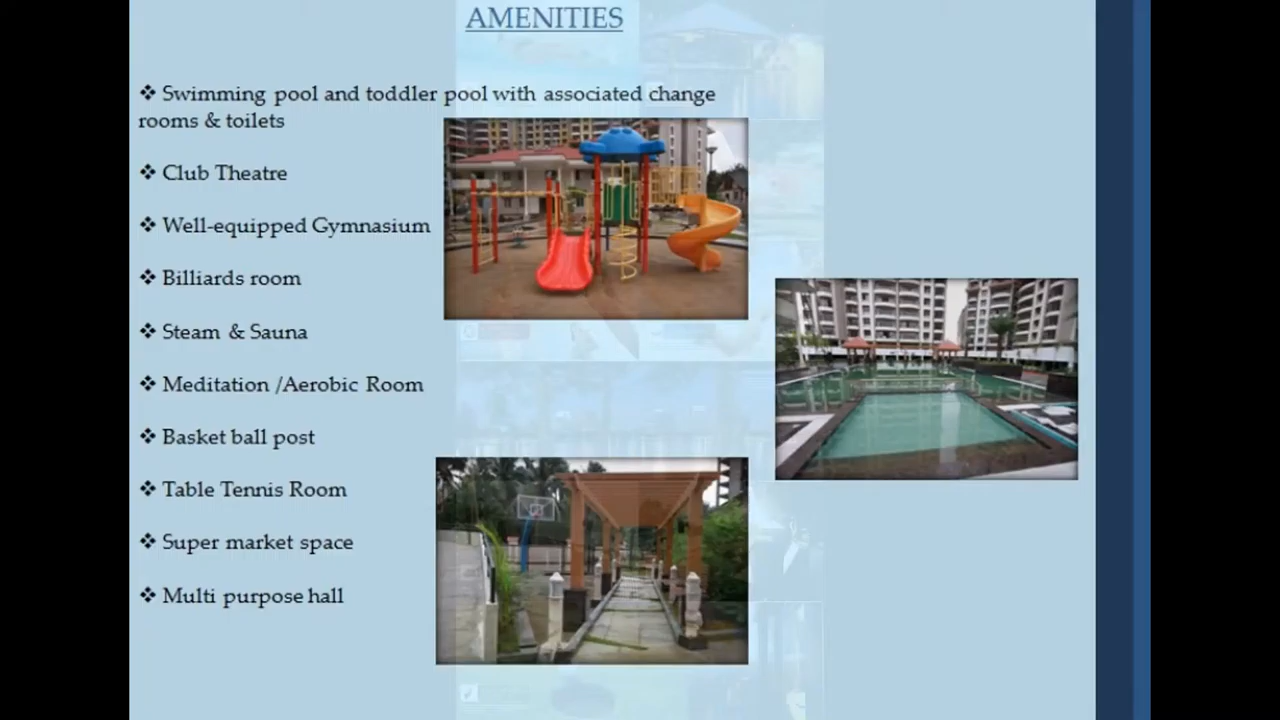 AMENITIES
❖ Swimming pool and toddler pool with associated change
rooms & toilets
❖ Club Theatre
❖ Well-equipped Gymnasium
❖ Billiards room
❖ Steam & Sauna
❖ Meditation /Aerobic Room
❖ Basket ball post
❖ Table Tennis Room
❖ Super market space
❖ Multi purpose hall